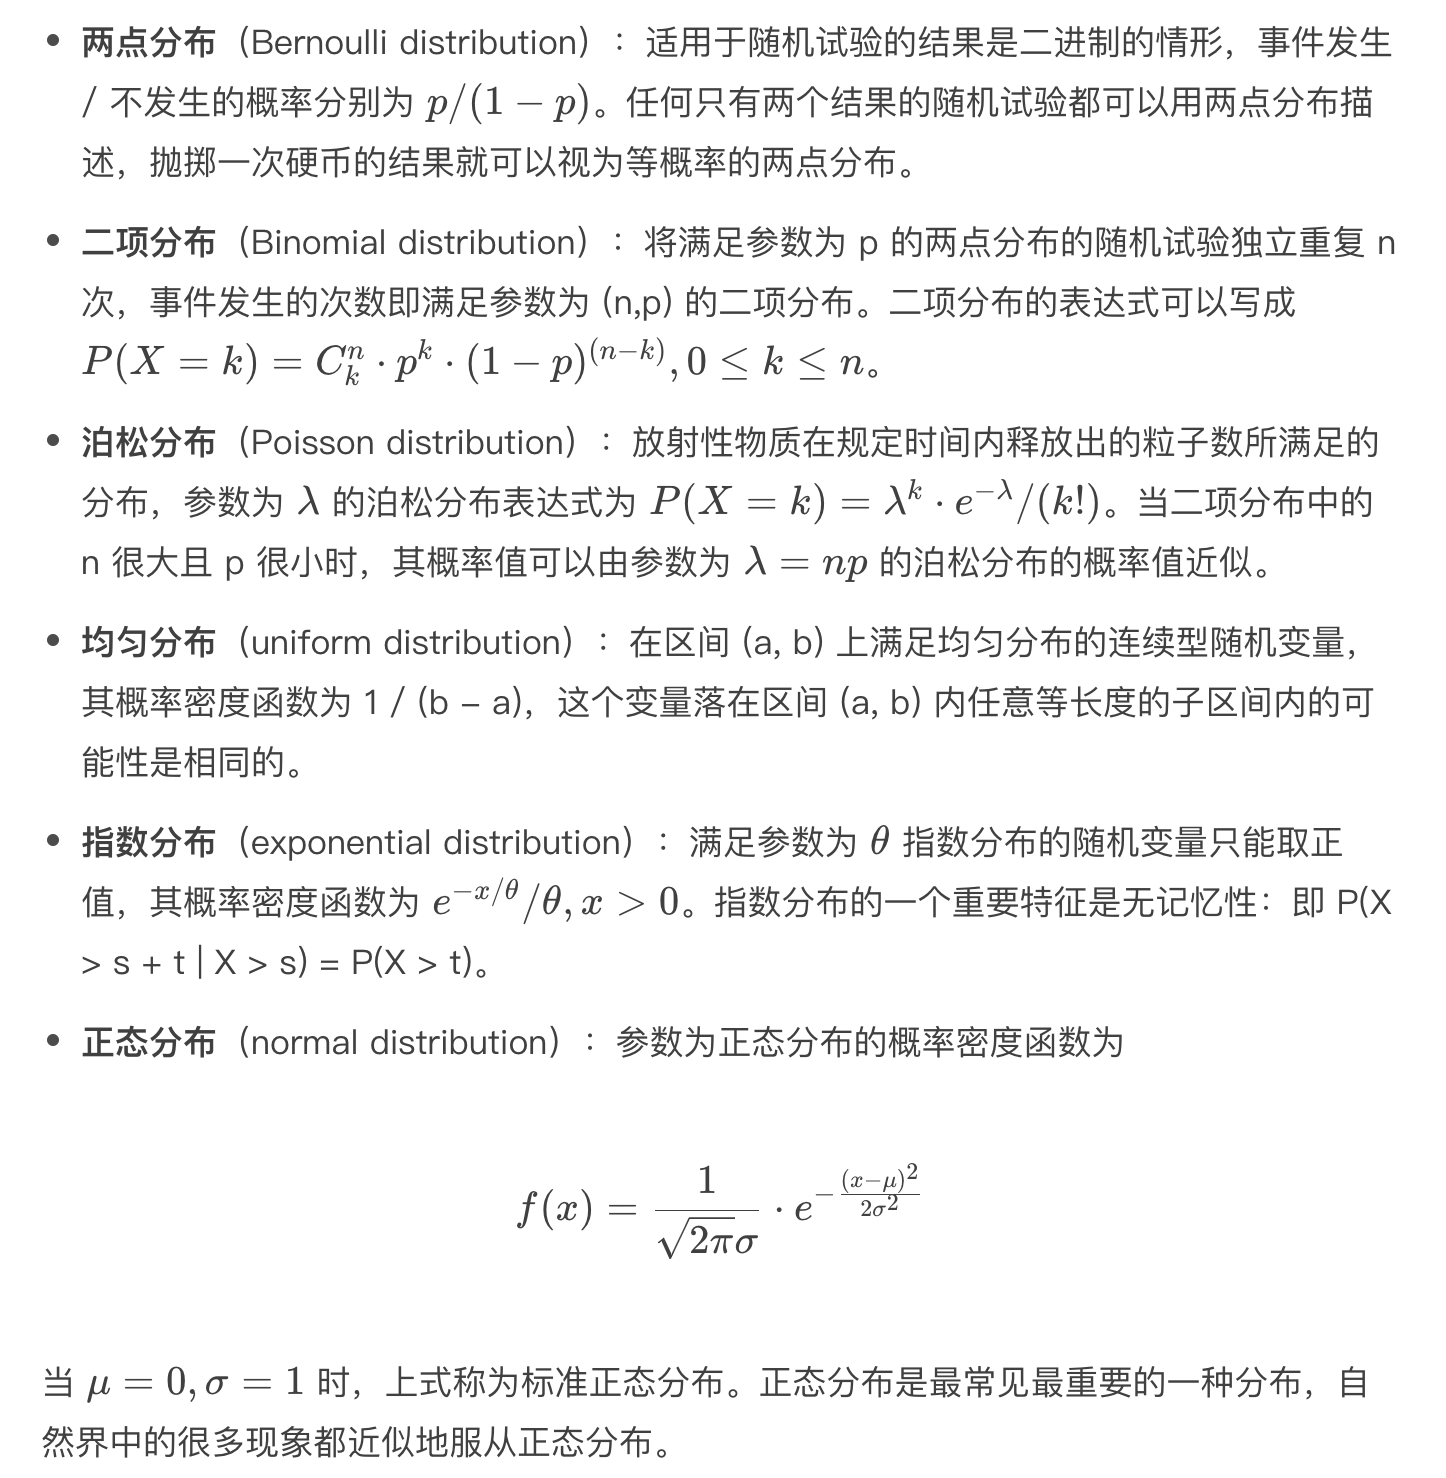 • 两点分布（Bernoulli distribution）：适用于随机试验的结果是二进制的情形，事件发生
/ 不发生的概率分别为 p/(1 − p)。任何只有两个结果的随机试验都可以用两点分布描
述，抛掷一次硬币的结果就可以视为等概率的两点分布。
• 二项分布（Binomial distribution）：将满足参数为 p 的两点分布的随机试验独立重复 n
次，事件发生的次数即满足参数为 (n,p) 的二项分布。二项分布的表达式可以写成
$P(X = k) = C_k^n \cdot p^k \cdot (1 - p)^{(n-k)}, 0 \leq k \leq n$。
• 泊松分布（Poisson distribution）：放射性物质在规定时间内释放出的粒子数所满足的
分布，参数为 λ 的泊松分布表达式为 $P(X = k) = \lambda^k \cdot e^{-\lambda}/(k!)$。当二项分布中的
n 很大且 p 很小时，其概率值可以由参数为 λ = np 的泊松分布的概率值近似。
• 均匀分布（uniform distribution）：在区间 (a, b) 上满足均匀分布的连续型随机变量，
其概率密度函数为 1 / (b – a)，这个变量落在区间 (a, b) 内任意等长度的子区间内的可
能性是相同的。
• 指数分布（exponential distribution）：满足参数为 θ 指数分布的随机变量只能取正
值，其概率密度函数为 $e^{-x/\theta}/\theta, x > 0$。指数分布的一个重要特征是无记忆性：即 P(X
> s + t | X > s) = P(X > t)。
• 正态分布（normal distribution）：参数为正态分布的概率密度函数为
$f(x) = \frac{1}{\sqrt{2\pi}\sigma} \cdot e^{-\frac{(x-\mu)^2}{2\sigma^2}}$
当 μ = 0, σ = 1 时，上式称为标准正态分布。正态分布是最常见最重要的一种分布，自
然界中的很多现象都近似地服从正态分布。